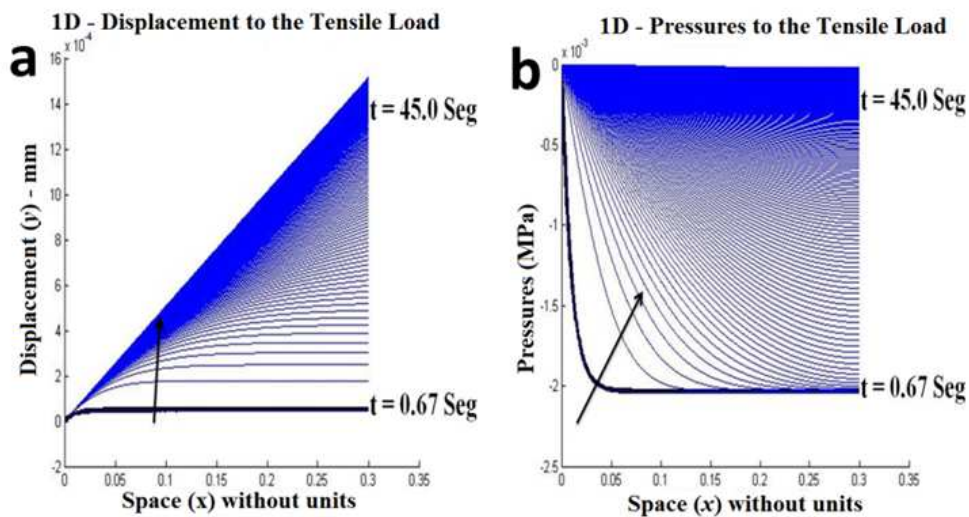 1D - Displacement to the Tensile Load
a
x 10⁻⁴
16
14
12
10
8
6
4
2
0
-2
Displacement (y) - mm
t = 45.0 Seg
t = 0.67 Seg
0 0.05 0.1 0.15 0.2 0.25 0.3 0.35
Space (x) without units
1D - Pressures to the Tensile Load
b
x 10⁻³
0
-0.5
-1
-1.5
-2
-2.5
Pressures (MPa)
t = 45.0 Seg
t = 0.67 Seg
0 0.05 0.1 0.15 0.2 0.25 0.3 0.35
Space (x) without units